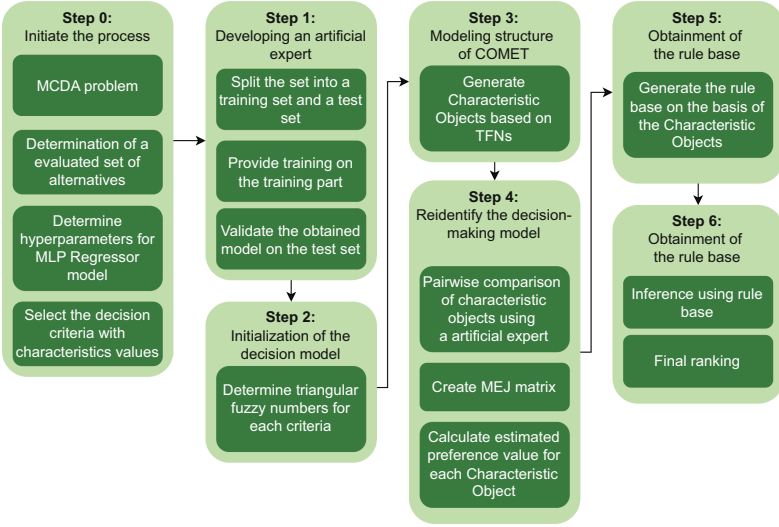 Step 0:
Initiate the process
MCDA problem
Determination of a
evaluated set of
alternatives
Determine
hyperparameters for
MLP Regressor
model
Select the decision
criteria with
characteristics values
Step 1:
Developing an artificial
expert
Split the set into a
training set and a test
set
Provide training on
the training part
Validate the obtained
model on the test set
Step 2:
Initialization of the
decision model
Determine triangular
fuzzy numbers for
each criteria
Step 3:
Modeling structure
of COMET
Generate
Characteristic
Objects based on
TFNs
Step 4:
Reidentify the decision-
making model
Pairwise comparison
of characteristic
objects using
a artificial expert
Create MEJ matrix
Calculate estimated
preference value for
each Characteristic
Object
Step 5:
Obtainment of
the rule base
Generate the rule
base on the basis of
the Characteristic
Objects
Step 6:
Obtainment of
the rule base
Inference using rule
base
Final ranking